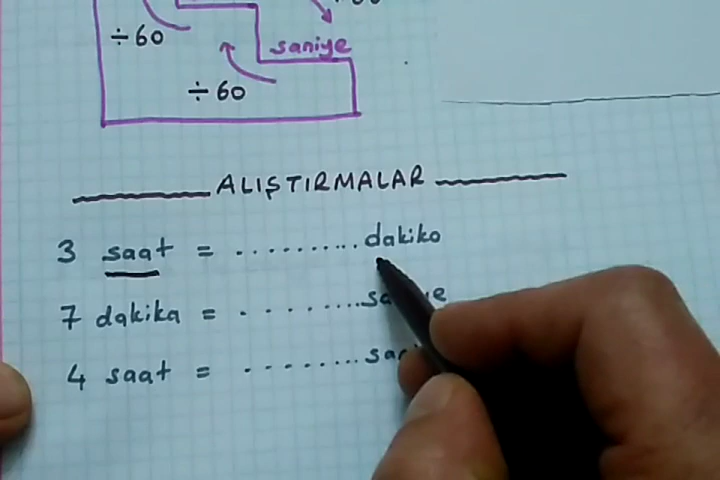 ÷60
saniye
÷60
ALIŞTIRMALAR
3 saat = .......... dakika
7 dakika = ........
4 saat = ........